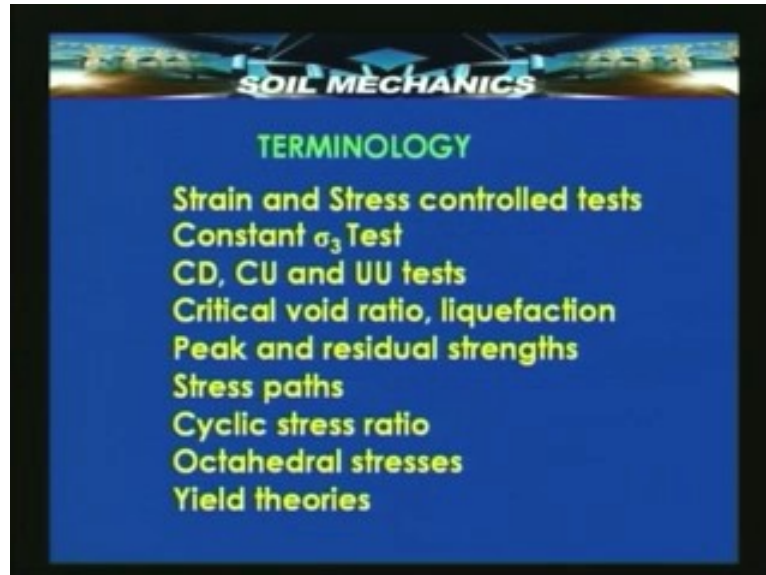 SOIL MECHANICS
TERMINOLOGY
Strain and Stress controlled tests
Constant σ₃ Test
CD, CU and UU tests
Critical void ratio, liquefaction
Peak and residual strengths
Stress paths
Cyclic stress ratio
Octahedral stresses
Yield theories